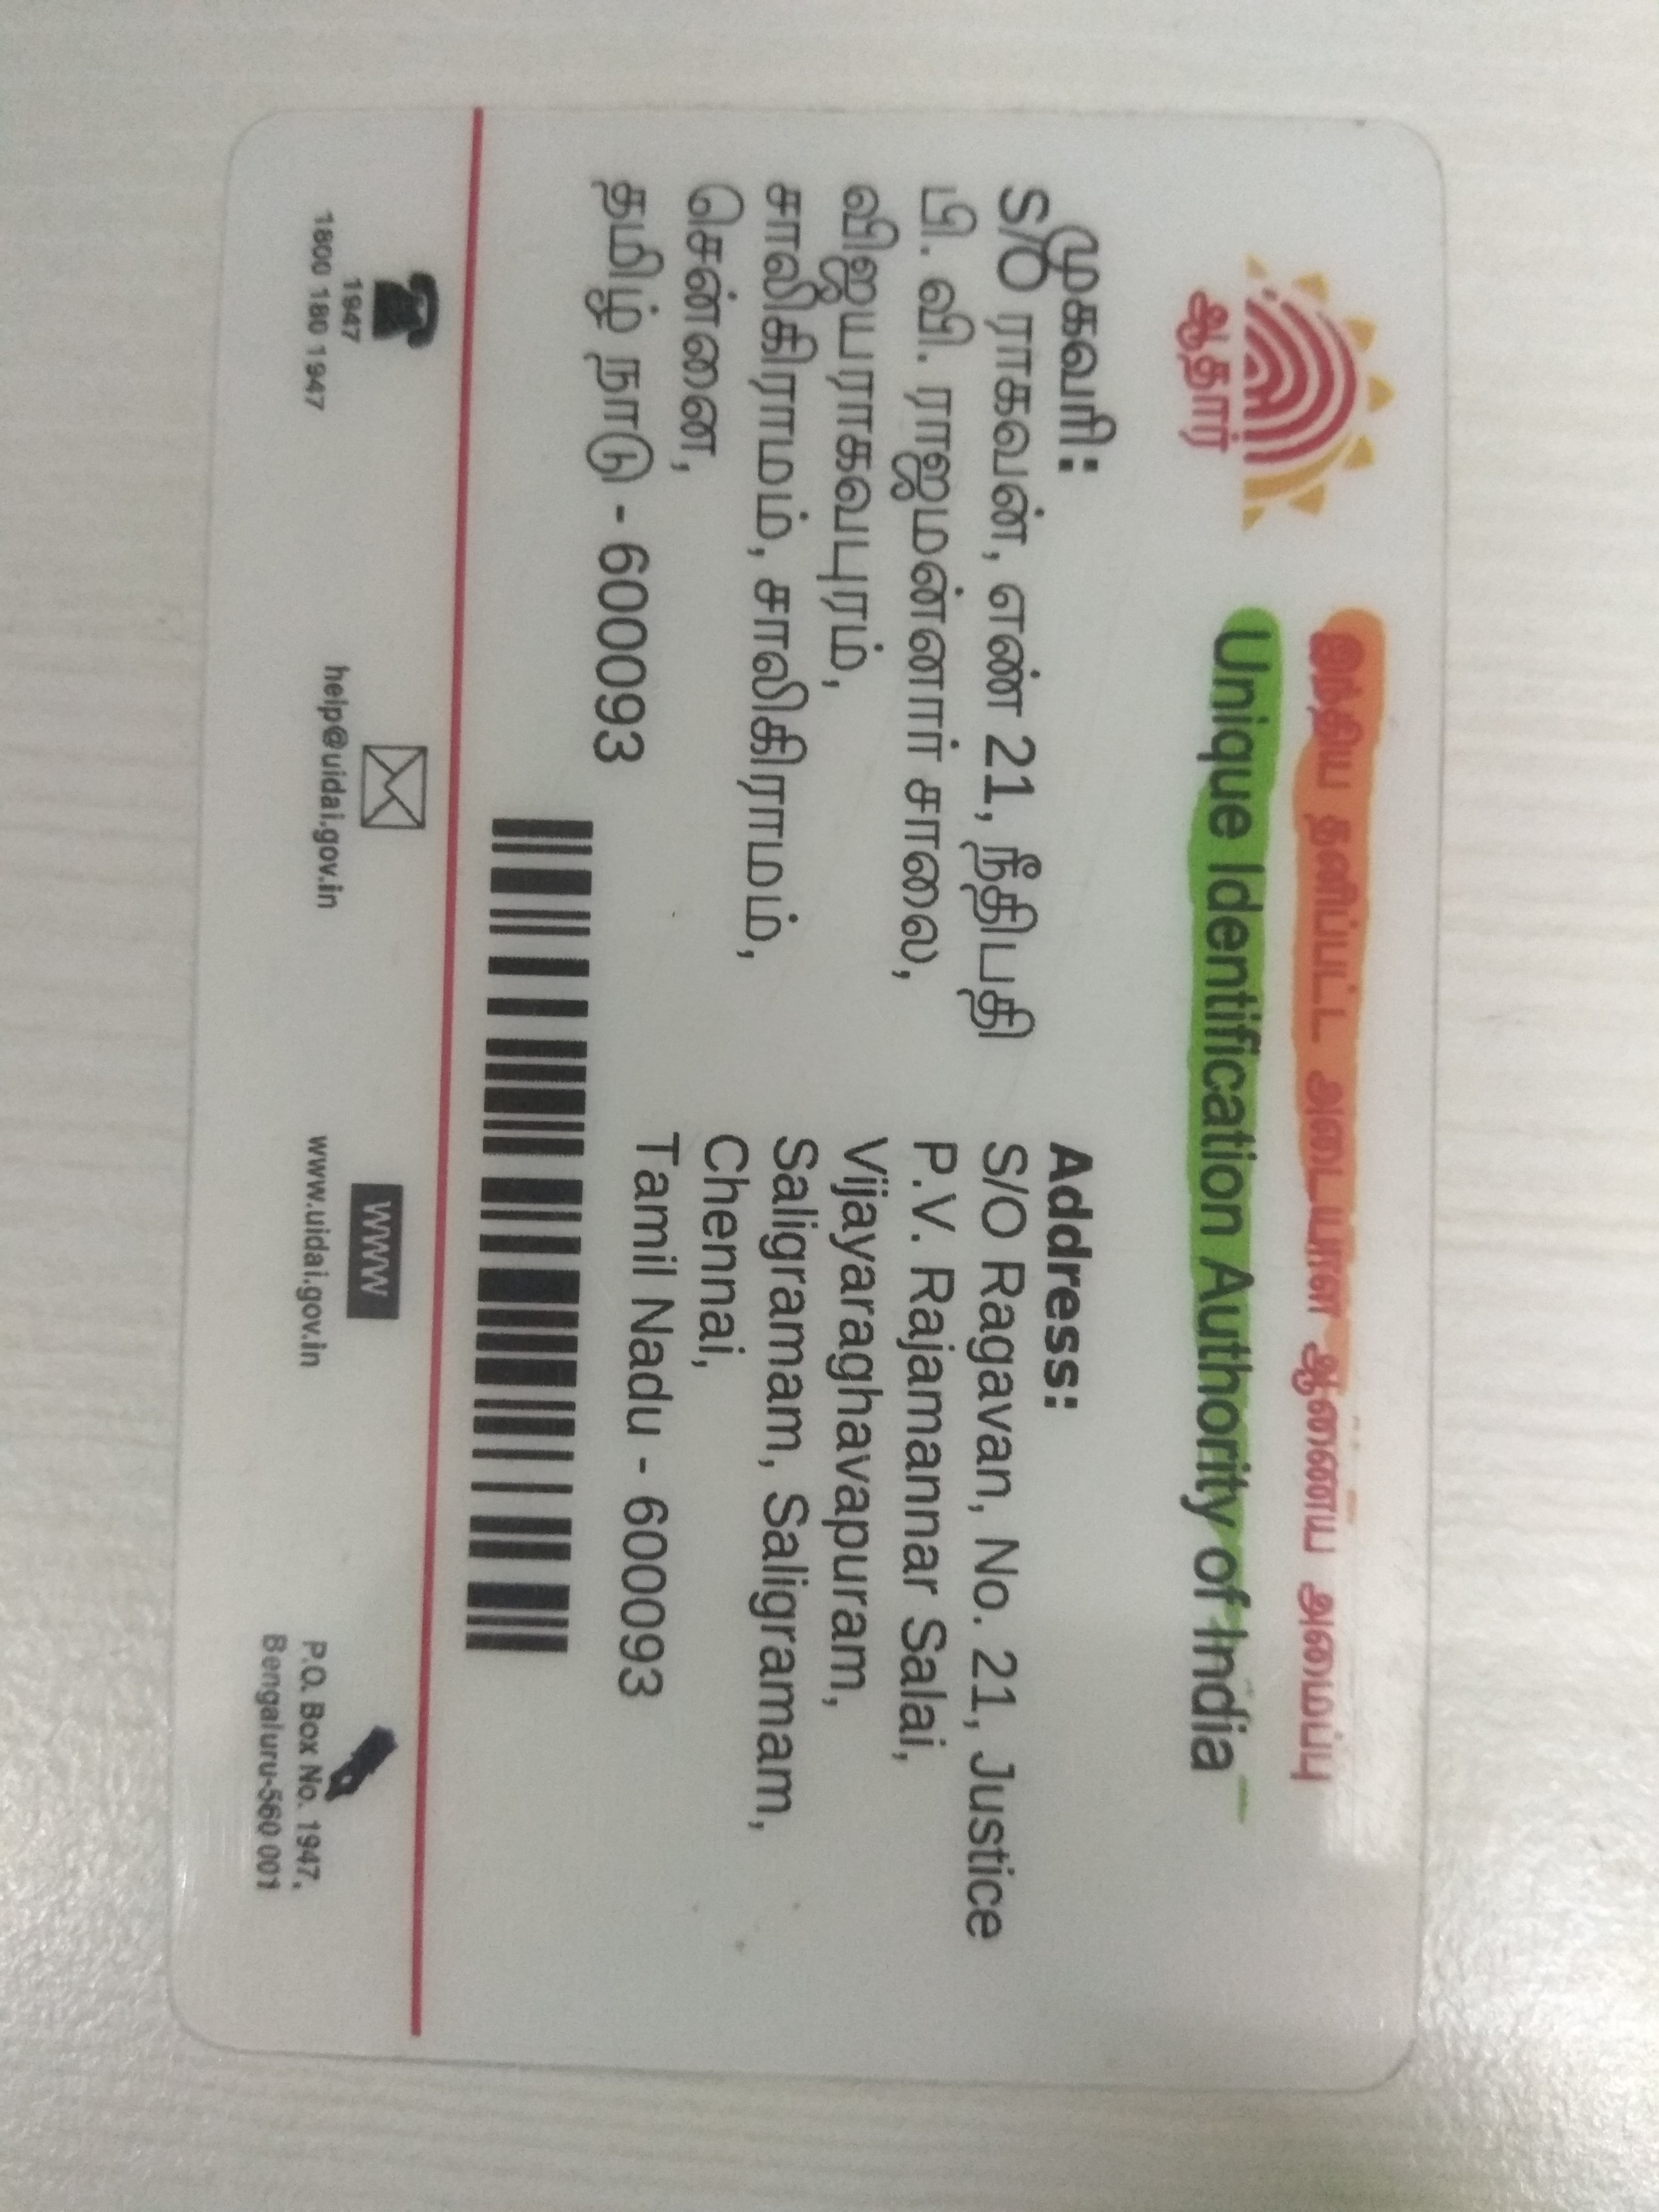 ஆதார்
இந்திய தனிப்பட்ட அடையாள ஆணைய அமைப்பு
Unique Identification Authority of India
முகவரி:
S/O ராகவன், எண் 21, நீதிபதி
பி. வி. ராஜமன்னார் சாலை,
விஜயராகவபுரம்,
சாலிகிராமம், சாலிகிராமம்,
சென்னை,
தமிழ் நாடு - 600093
Address:
S/O Ragavan, No. 21, Justice
P.V. Rajamannar Salai,
Vijayaraghavapuram,
Saligramam, Saligramam,
Chennai,
Tamil Nadu - 600093
1947
1800 180 1947
help@uidai.gov.in
WWW
www.uidai.gov.in
P.O. Box No. 1947,
Bengaluru-560 001